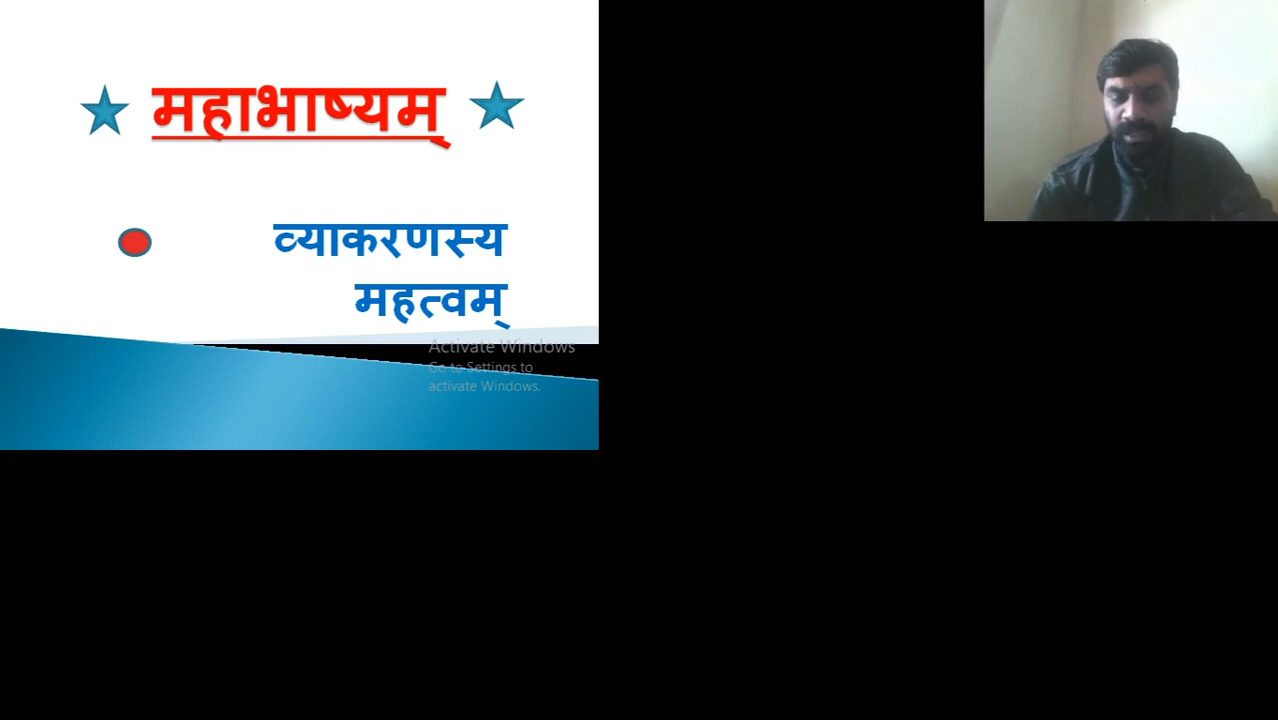 महाभाष्यम्
व्याकरणस्य
महत्वम्
Activate Windows
Go to Settings to
activate Windows.